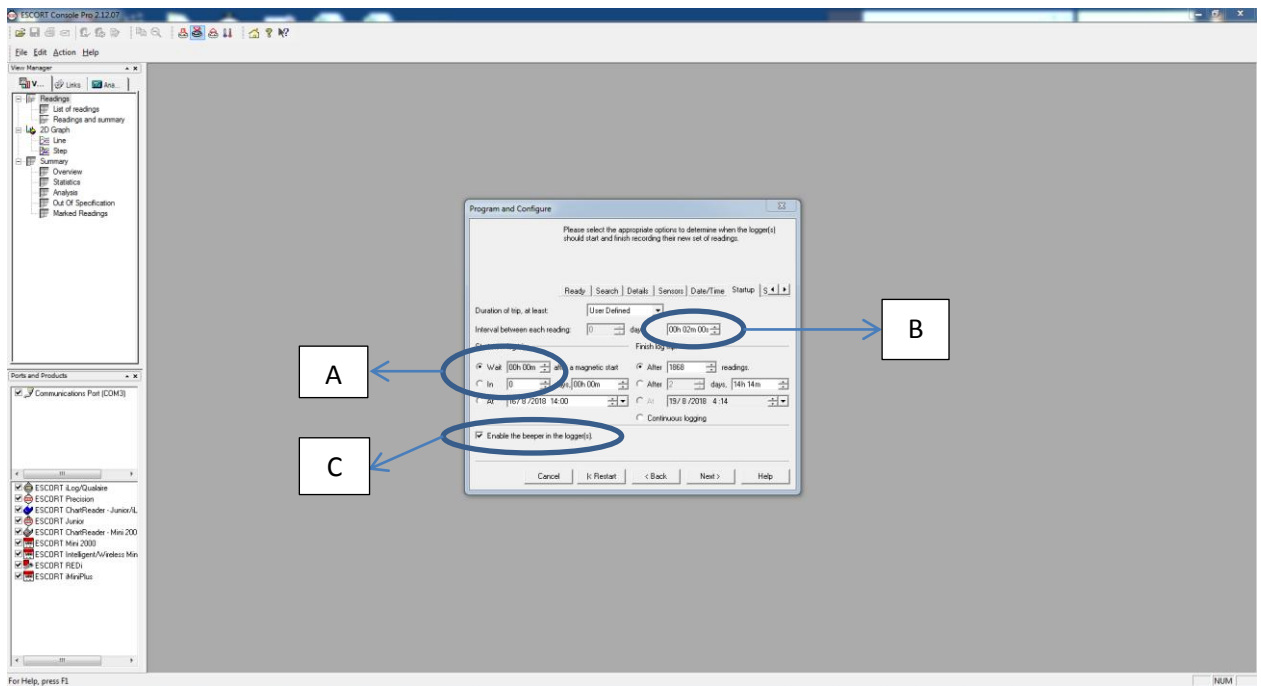 ESCORT Console Pro 2.12.07
File Edit Action Help
View Manager
V... Links Ana...
Readings
List of readings
Readings and summary
2D Graph
Line
Step
Summary
Overview
Statistics
Analysis
Out Of Specification
Marked Readings
Program and Configure
Please select the appropriate options to determine when the logger(s)
should start and finish recording their new set of readings.
Ready Search Details Sensors Date/Time Startup S
Duration of trip, at least: User Defined
Interval between each reading: 0 days 00h 02m 00s
B
Finish
A
Wait 00h 00m a magnetic start After 1868 readings.
In 0 days, 00h 00m After 2 days, 14h 14m
At 16/ 8 /2018 14:00 At 19/ 8 /2018 4 :14
Continuous logging
C
Enable the beeper in the logger(s).
Cancel |< Restart < Back Next > Help
Ports and Products
Communications Port (COM3)
ESCORT iLog/Qualaire
ESCORT Precision
ESCORT ChartReader - Junior/iL
ESCORT Junior
ESCORT ChartReader - Mini 200
ESCORT Mini 2000
ESCORT Intelligent/Wireless Min
ESCORT REDi
ESCORT iMiniPlus
For Help, press F1
NUM